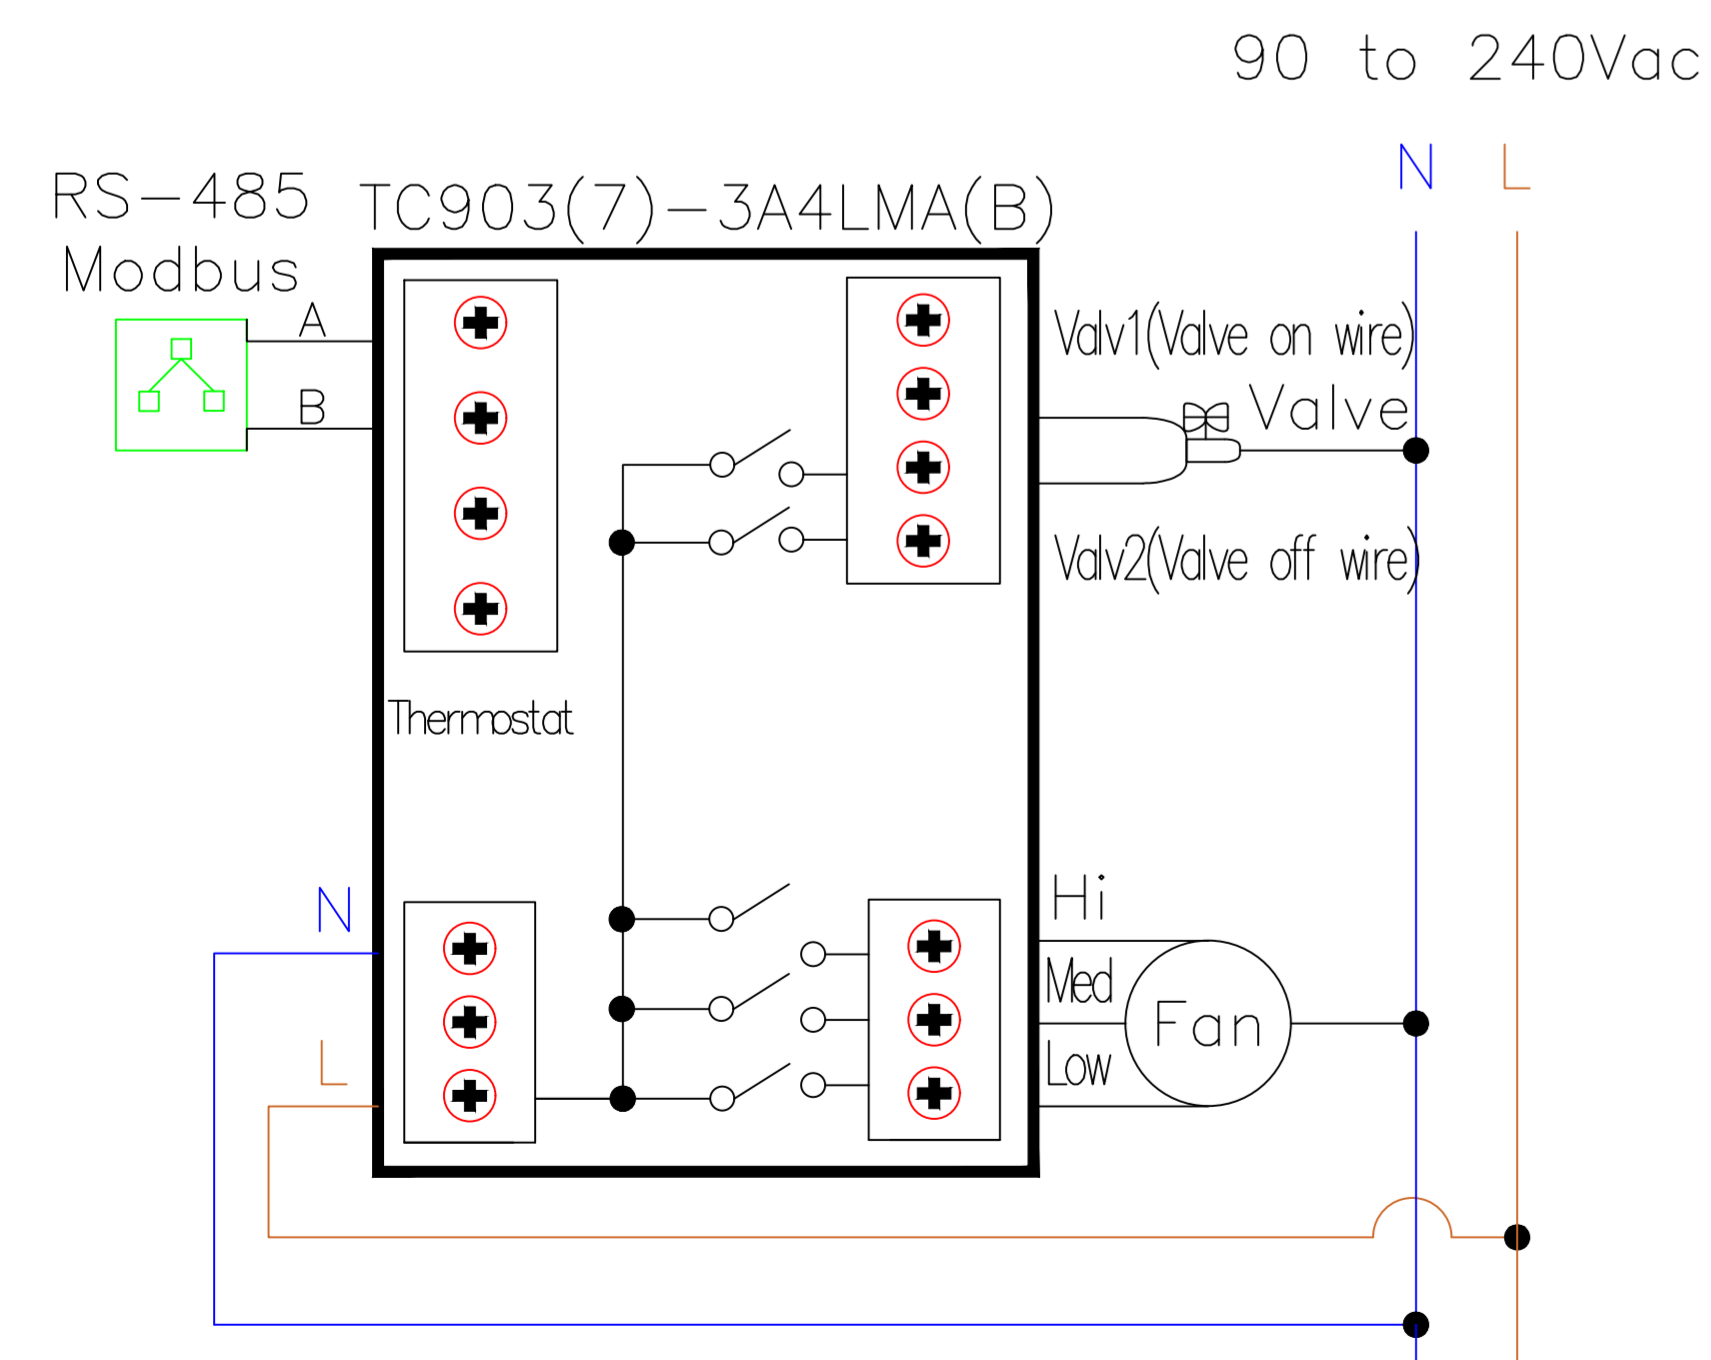 90 to 240Vac
N L
RS-485
Modbus
TC903(7)-3A4LMA(B)
A
B
Valv1(Valve on wire)
Valve
Valv2(Valve off wire)
Thermostat
N
L
Hi
Med
Low
Fan